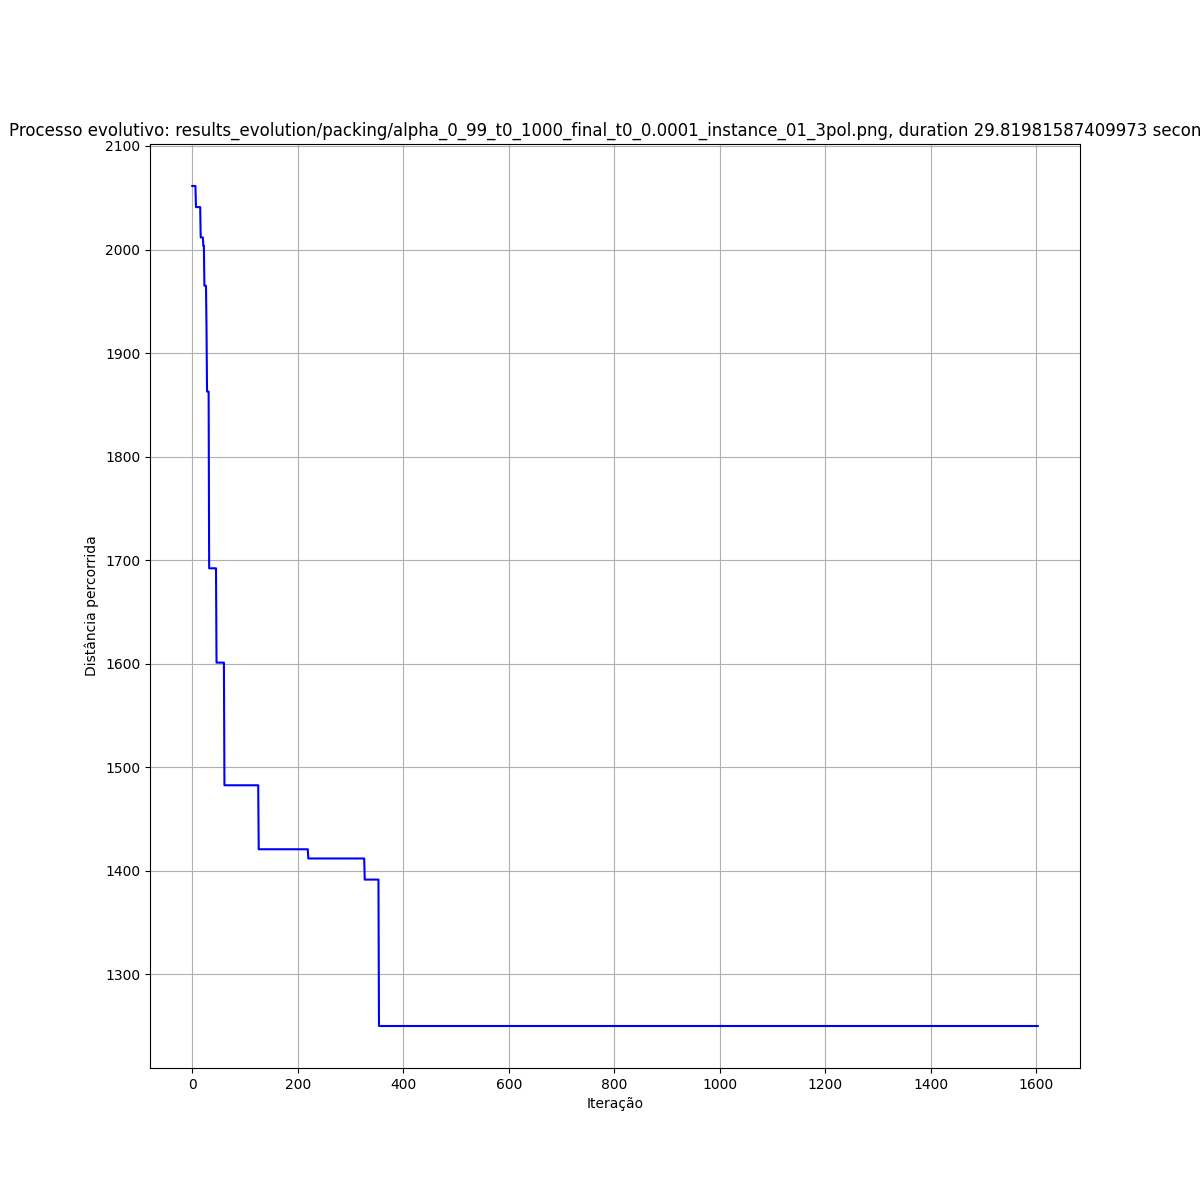 Processo evolutivo: results_evolution/packing/alpha_0_99_t0_1000_final_t0_0.0001_instance_01_3pol.png, duration 29.81981587409973 secon
2100
2000
1900
1800
1700
1600
1500
1400
1300
Distância percorrida
0 200 400 600 800 1000 1200 1400 1600
Iteração